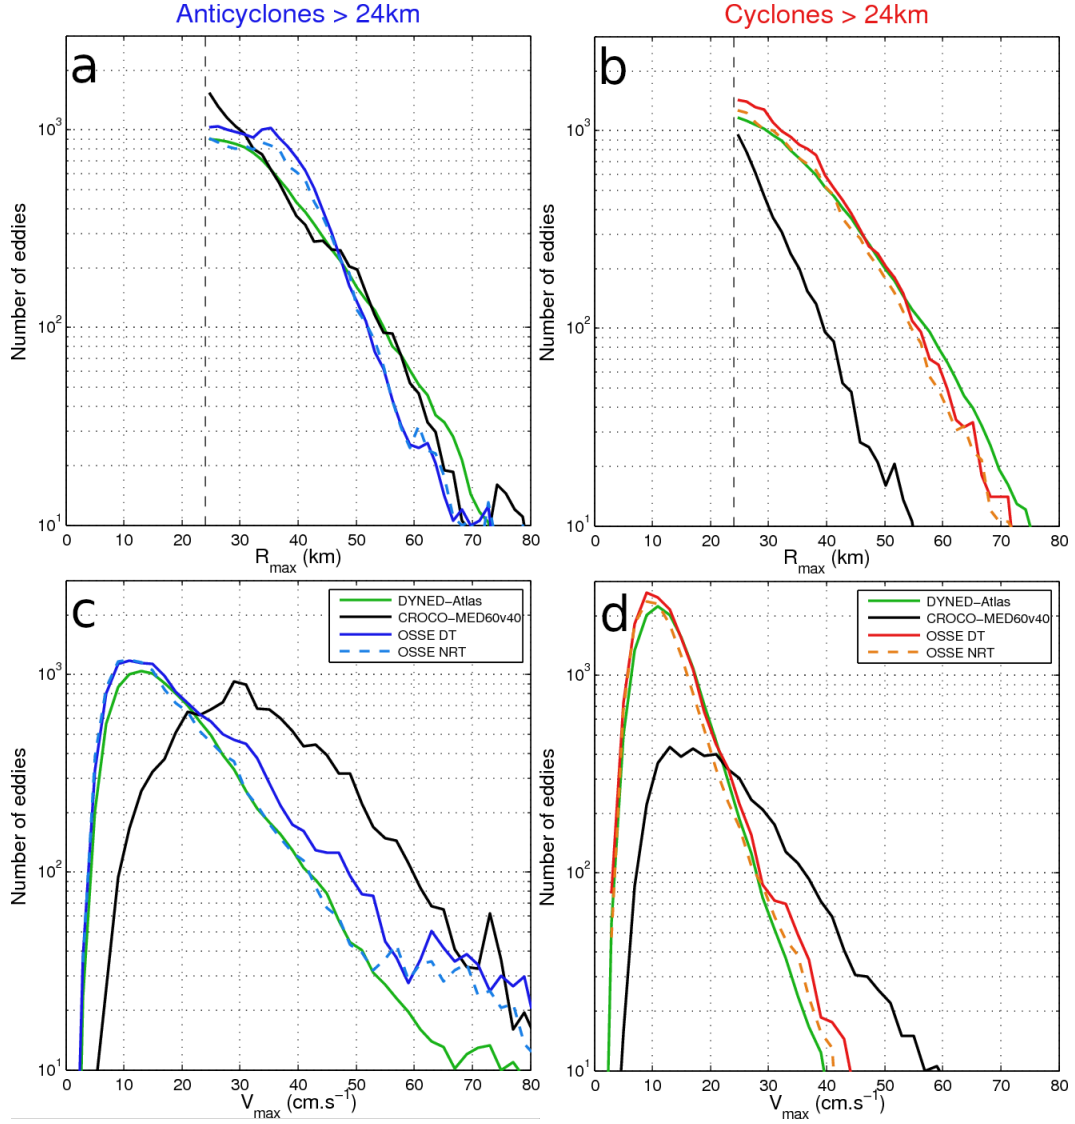 Anticyclones > 24km
Cyclones > 24km
a
10³
10²
10¹
Number of eddies
0 10 20 30 40 50 60 70 80
R_max (km)
b
10³
10²
10¹
Number of eddies
0 10 20 30 40 50 60 70 80
R_max (km)
c
DYNED-Atlas
CROCO-MED60v40
OSSE DT
OSSE NRT
10³
10²
10¹
Number of eddies
0 10 20 30 40 50 60 70 80
V_max (cm.s⁻¹)
d
DYNED-Atlas
CROCO-MED60v40
OSSE DT
OSSE NRT
10³
10²
10¹
Number of eddies
0 10 20 30 40 50 60 70 80
V_max (cm.s⁻¹)